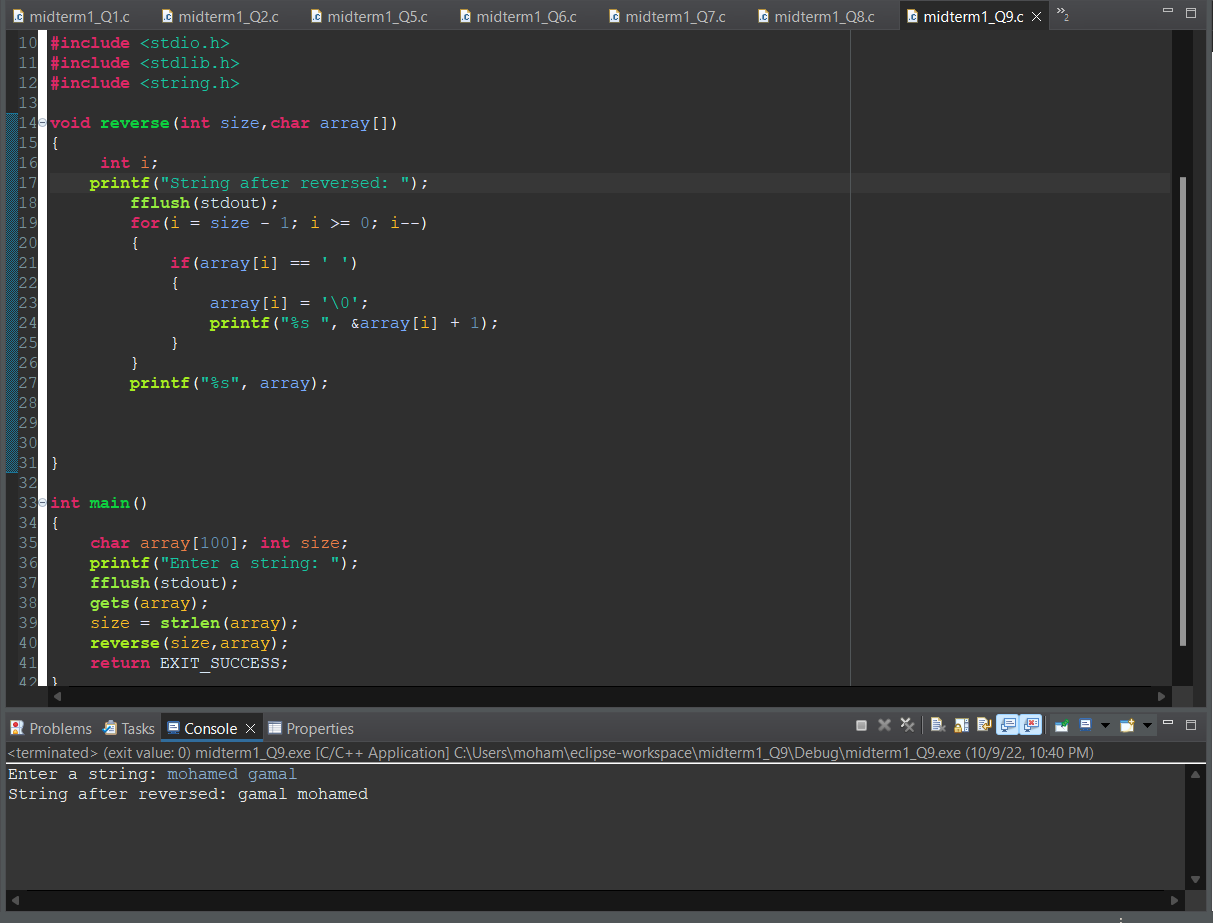 midterm1_Q1.c midterm1_Q2.c midterm1_Q5.c midterm1_Q6.c midterm1_Q7.c midterm1_Q8.c midterm1_Q9.c »2
10 #include <stdio.h>
11 #include <stdlib.h>
12 #include <string.h>
13
14 void reverse(int size,char array[])
15 {
16      int i;
17     printf("String after reversed: ");
18         fflush(stdout);
19         for(i = size - 1; i >= 0; i--)
20         {
21             if(array[i] == ' ')
22             {
23                 array[i] = '\0';
24                 printf("%s ", &array[i] + 1);
25             }
26         }
27         printf("%s", array);
28
29
30
31 }
32
33 int main()
34 {
35     char array[100]; int size;
36     printf("Enter a string: ");
37     fflush(stdout);
38     gets(array);
39     size = strlen(array);
40     reverse(size,array);
41     return EXIT_SUCCESS;
42 }
Problems Tasks Console Properties
<terminated> (exit value: 0) midterm1_Q9.exe [C/C++ Application] C:\Users\moham\eclipse-workspace\midterm1_Q9\Debug\midterm1_Q9.exe (10/9/22, 10:40 PM)
Enter a string: mohamed gamal
String after reversed: gamal mohamed